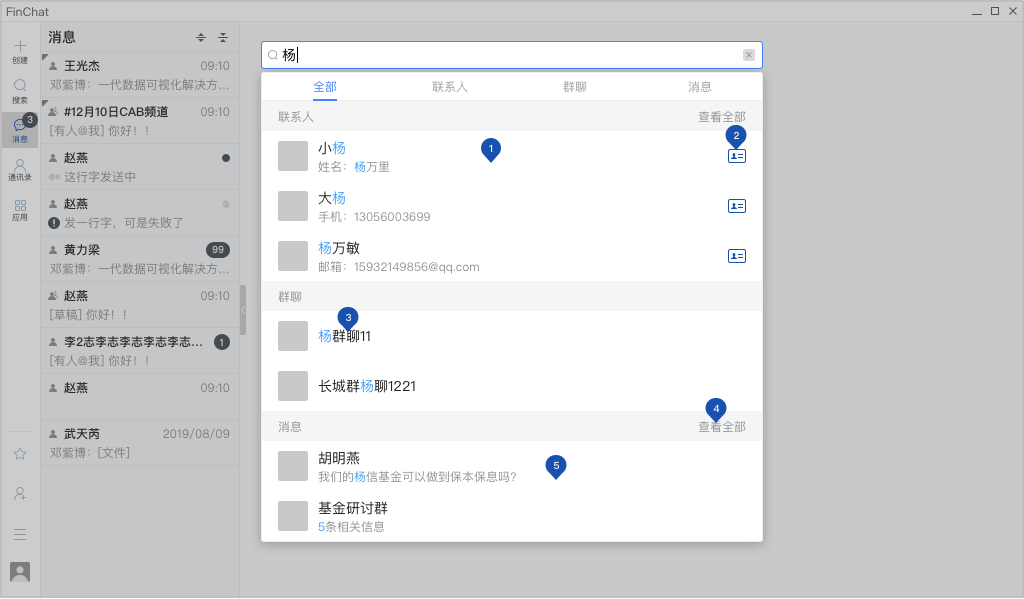 FinChat
创建
搜索
3
消息
通讯录
应用
消息
王光杰 09:10
邓紫博：一代数据可视化解决方...
#12月10日CAB频道 09:10
[有人@我] 你好！！
赵燕
这行字发送中
赵燕
发一行字，可是失败了
黄力梁 99
邓紫博：一代数据可视化解决方...
赵燕 09:10
[草稿] 你好！！
李2志李志李志李志李志... 1
[有人@我] 你好！！
赵燕 09:10
武天芮 2019/08/09
邓紫博：[文件]
杨
全部 联系人 群聊 消息
联系人 查看全部
小杨 1 2
姓名：杨万里
大杨
手机：13056003699
杨万敏
邮箱：15932149856@qq.com
群聊
3
杨群聊11
长城群杨聊1221
4
消息 查看全部
胡明燕 5
我们的杨信基金可以做到保本保息吗?
基金研讨群
5条相关信息